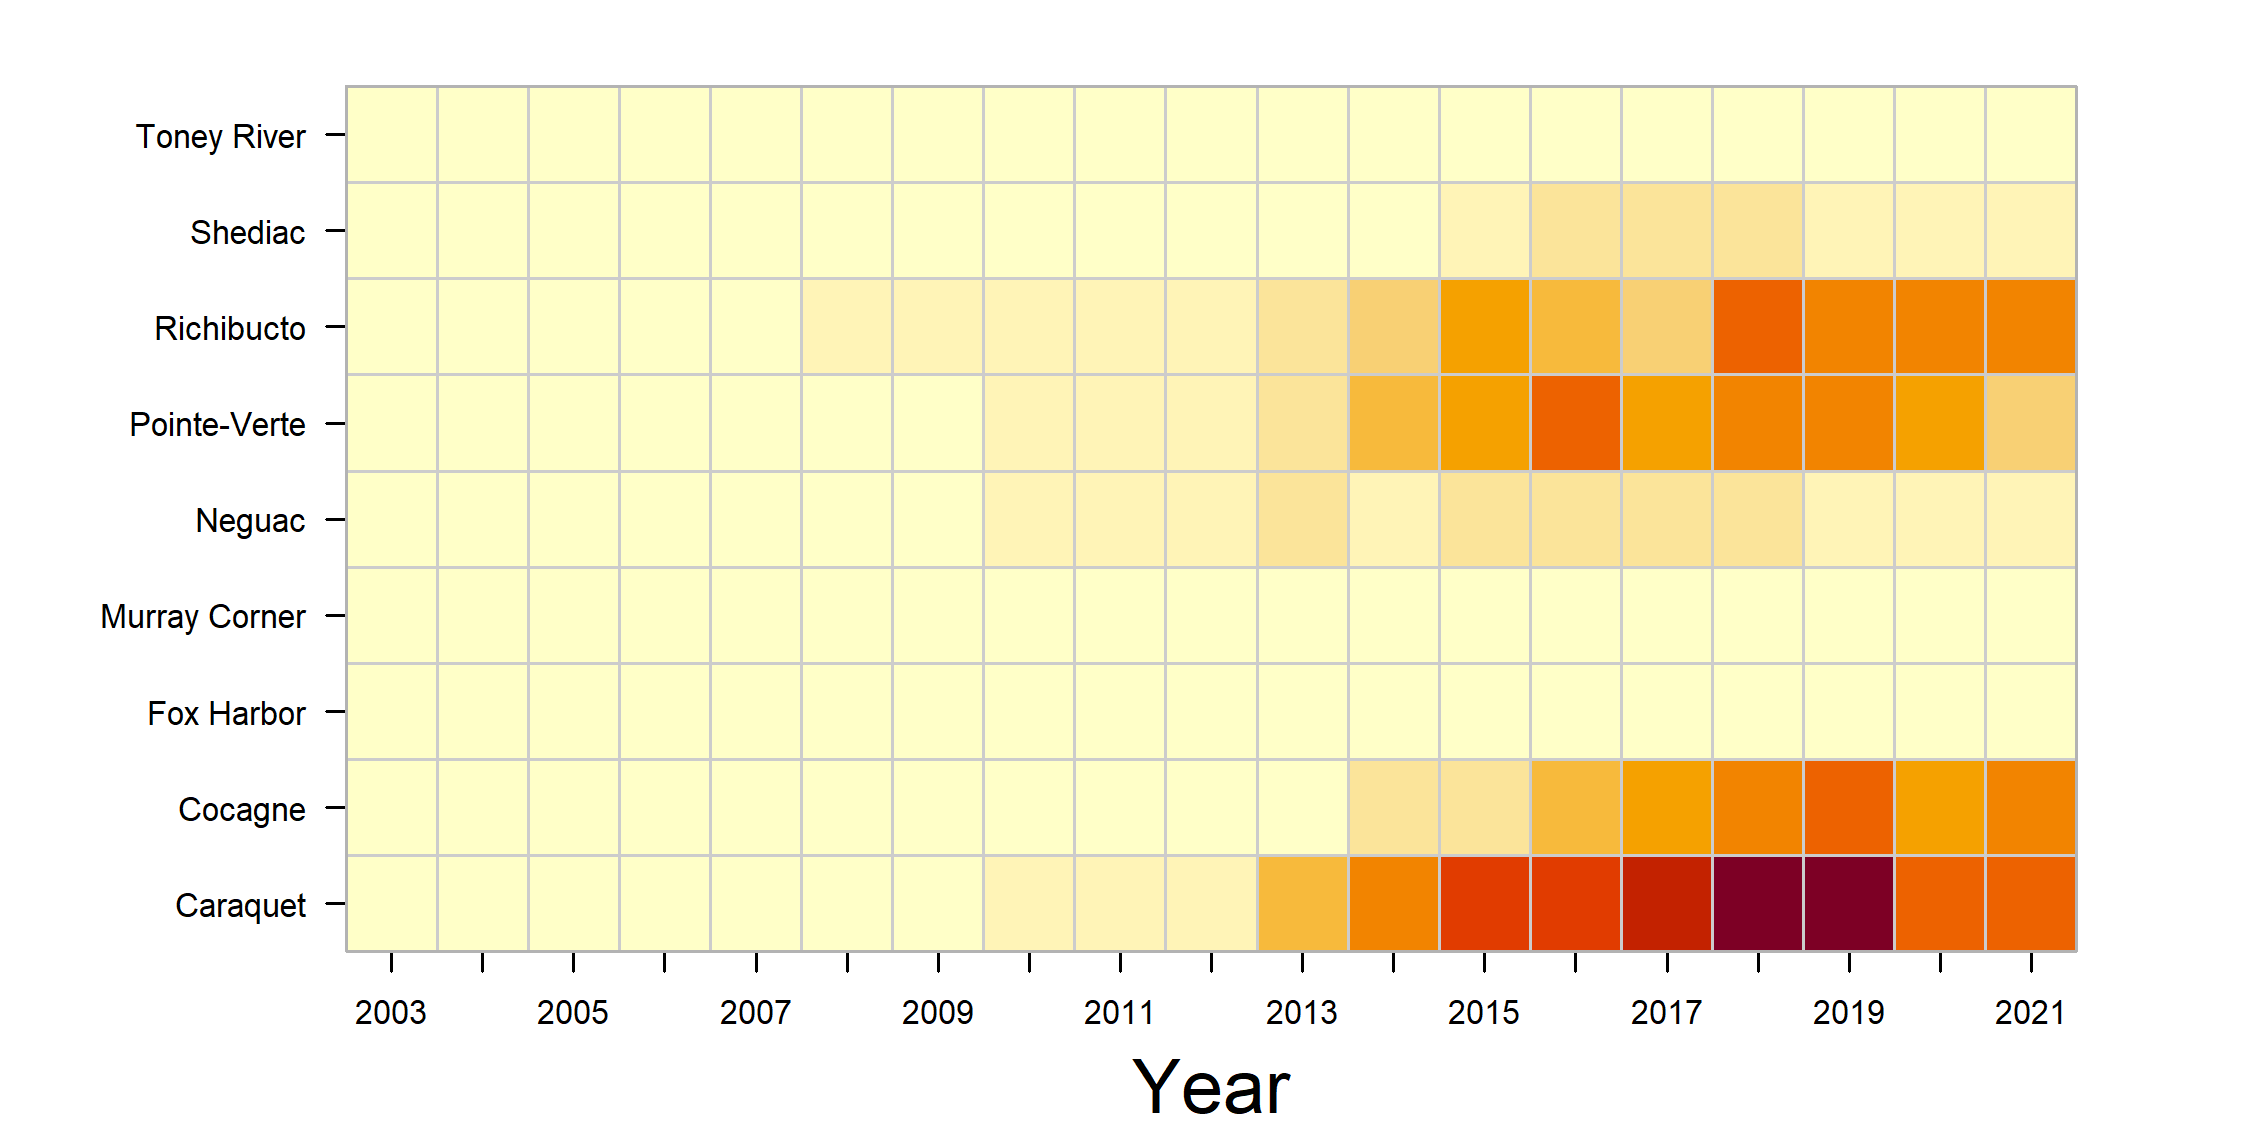 Toney River
Shediac
Richibucto
Pointe-Verte
Neguac
Murray Corner
Fox Harbor
Cocagne
Caraquet
2003 2005 2007 2009 2011 2013 2015 2017 2019 2021
Year